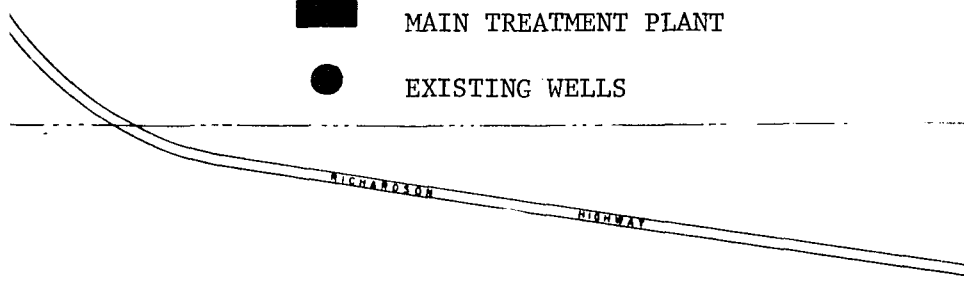 MAIN TREATMENT PLANT
EXISTING WELLS
RICHARDSON HIGHWAY